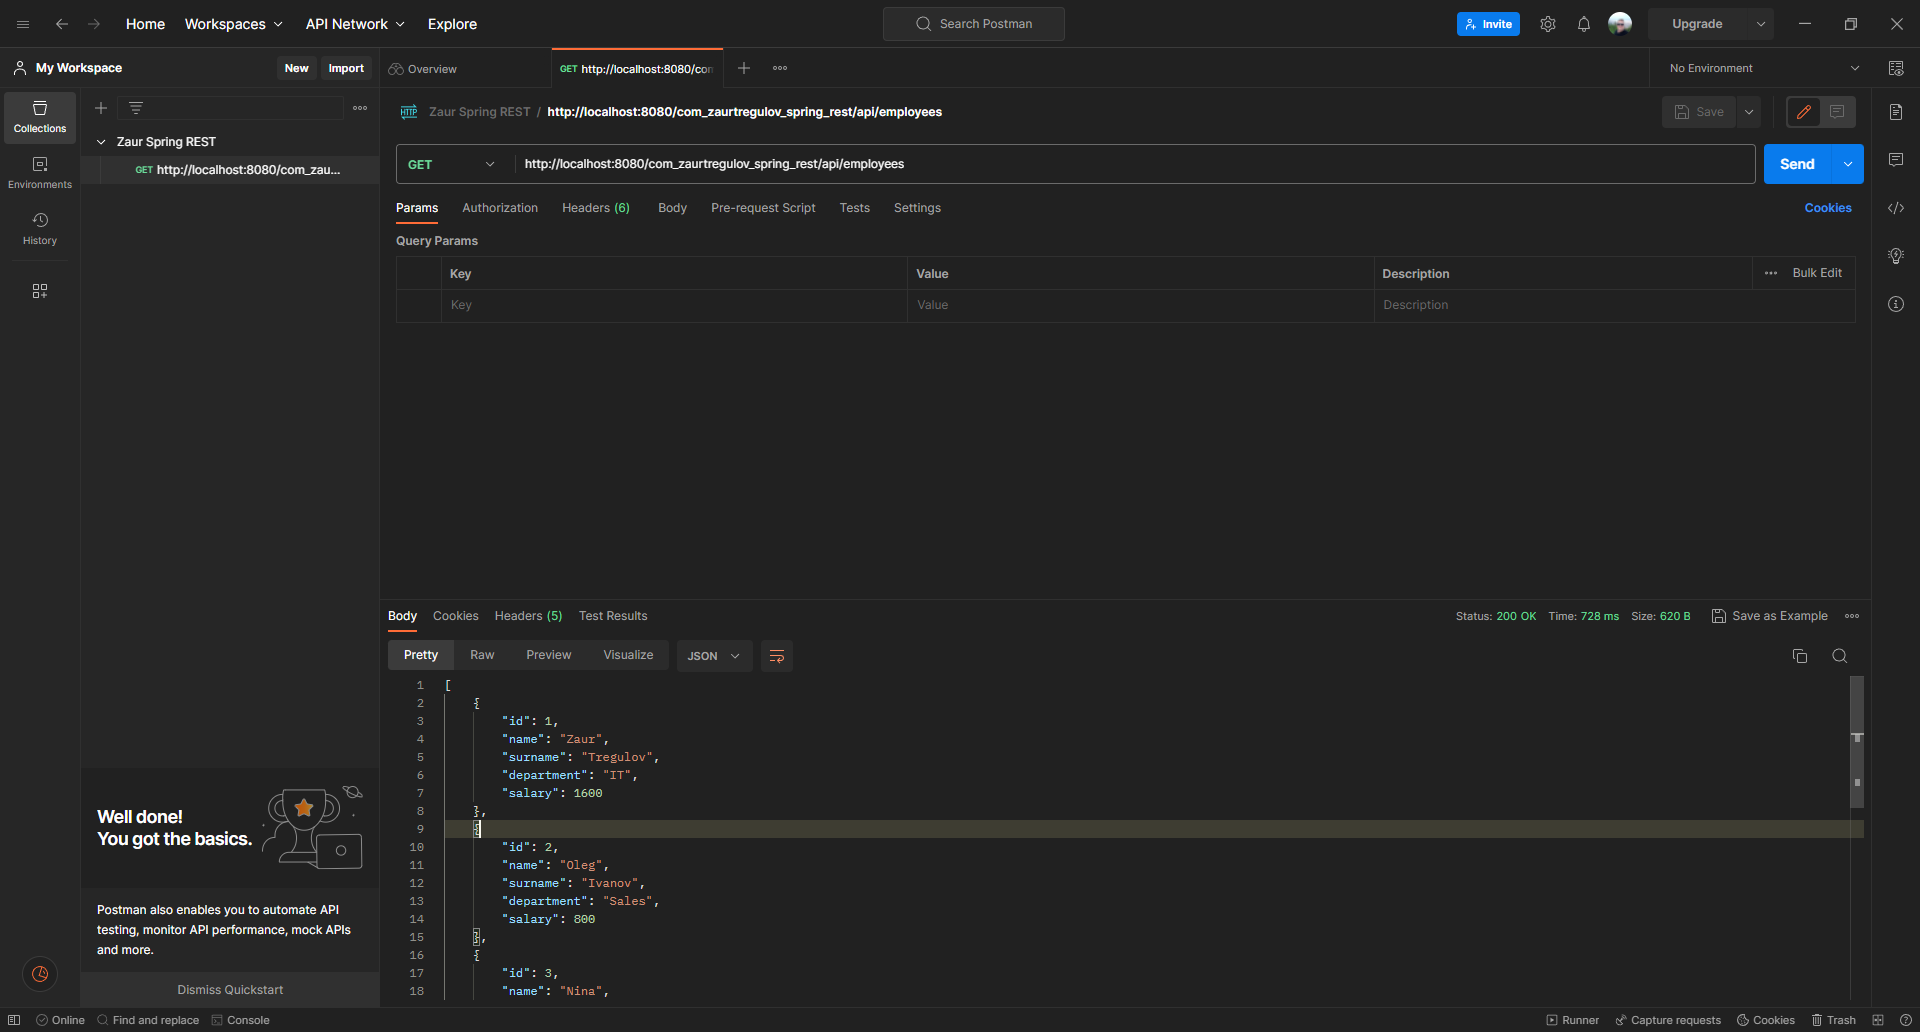 Home Workspaces API Network Explore Search Postman Invite Upgrade
My Workspace New Import Overview GET http://localhost:8080/con No Environment
Collections
Environments
History
Zaur Spring REST
GET http://localhost:8080/com_zau...
HTTP Zaur Spring REST / http://localhost:8080/com_zaurtregulov_spring_rest/api/employees Save
GET http://localhost:8080/com_zaurtregulov_spring_rest/api/employees Send
Params Authorization Headers (6) Body Pre-request Script Tests Settings Cookies
Query Params
Key Value Description Bulk Edit
Key Value Description
Body Cookies Headers (5) Test Results Status: 200 OK Time: 728 ms Size: 620 B Save as Example
Pretty Raw Preview Visualize JSON
1 [
2 {
3 "id": 1,
4 "name": "Zaur",
5 "surname": "Tregulov",
6 "department": "IT",
7 "salary": 1600
8 },
9 {
10 "id": 2,
11 "name": "Oleg",
12 "surname": "Ivanov",
13 "department": "Sales",
14 "salary": 800
15 },
16 {
17 "id": 3,
18 "name": "Nina",
Well done!
You got the basics.
Postman also enables you to automate API
testing, monitor API performance, mock APIs
and more.
Dismiss Quickstart
Online Find and replace Console Runner Capture requests Cookies Trash